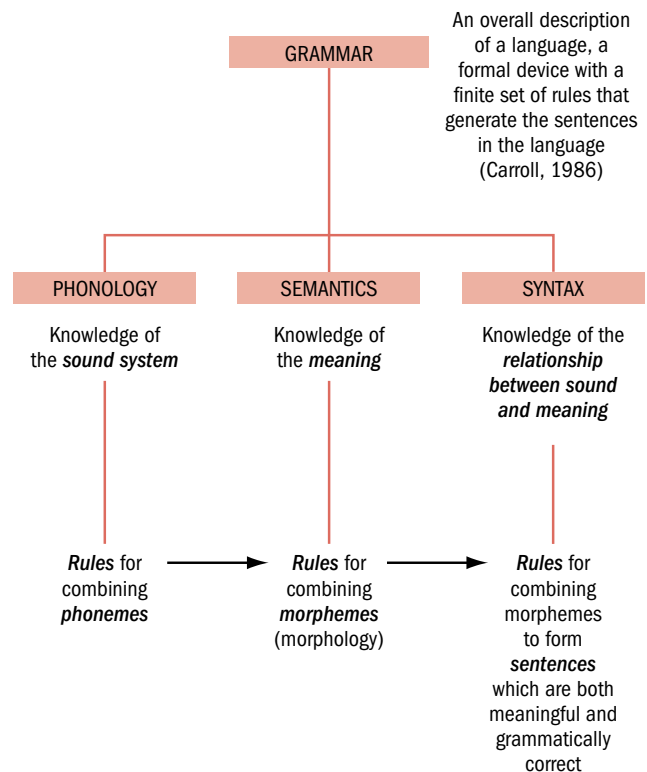 GRAMMAR
An overall description
of a language, a
formal device with a
finite set of rules that
generate the sentences
in the language
(Carroll, 1986)
PHONOLOGY
Knowledge of
the sound system
Rules for
combining
phonemes
SEMANTICS
Knowledge of
the meaning
Rules for
combining
morphemes
(morphology)
SYNTAX
Knowledge of the
relationship
between sound
and meaning
Rules for
combining
morphemes
to form
sentences
which are both
meaningful and
grammatically
correct